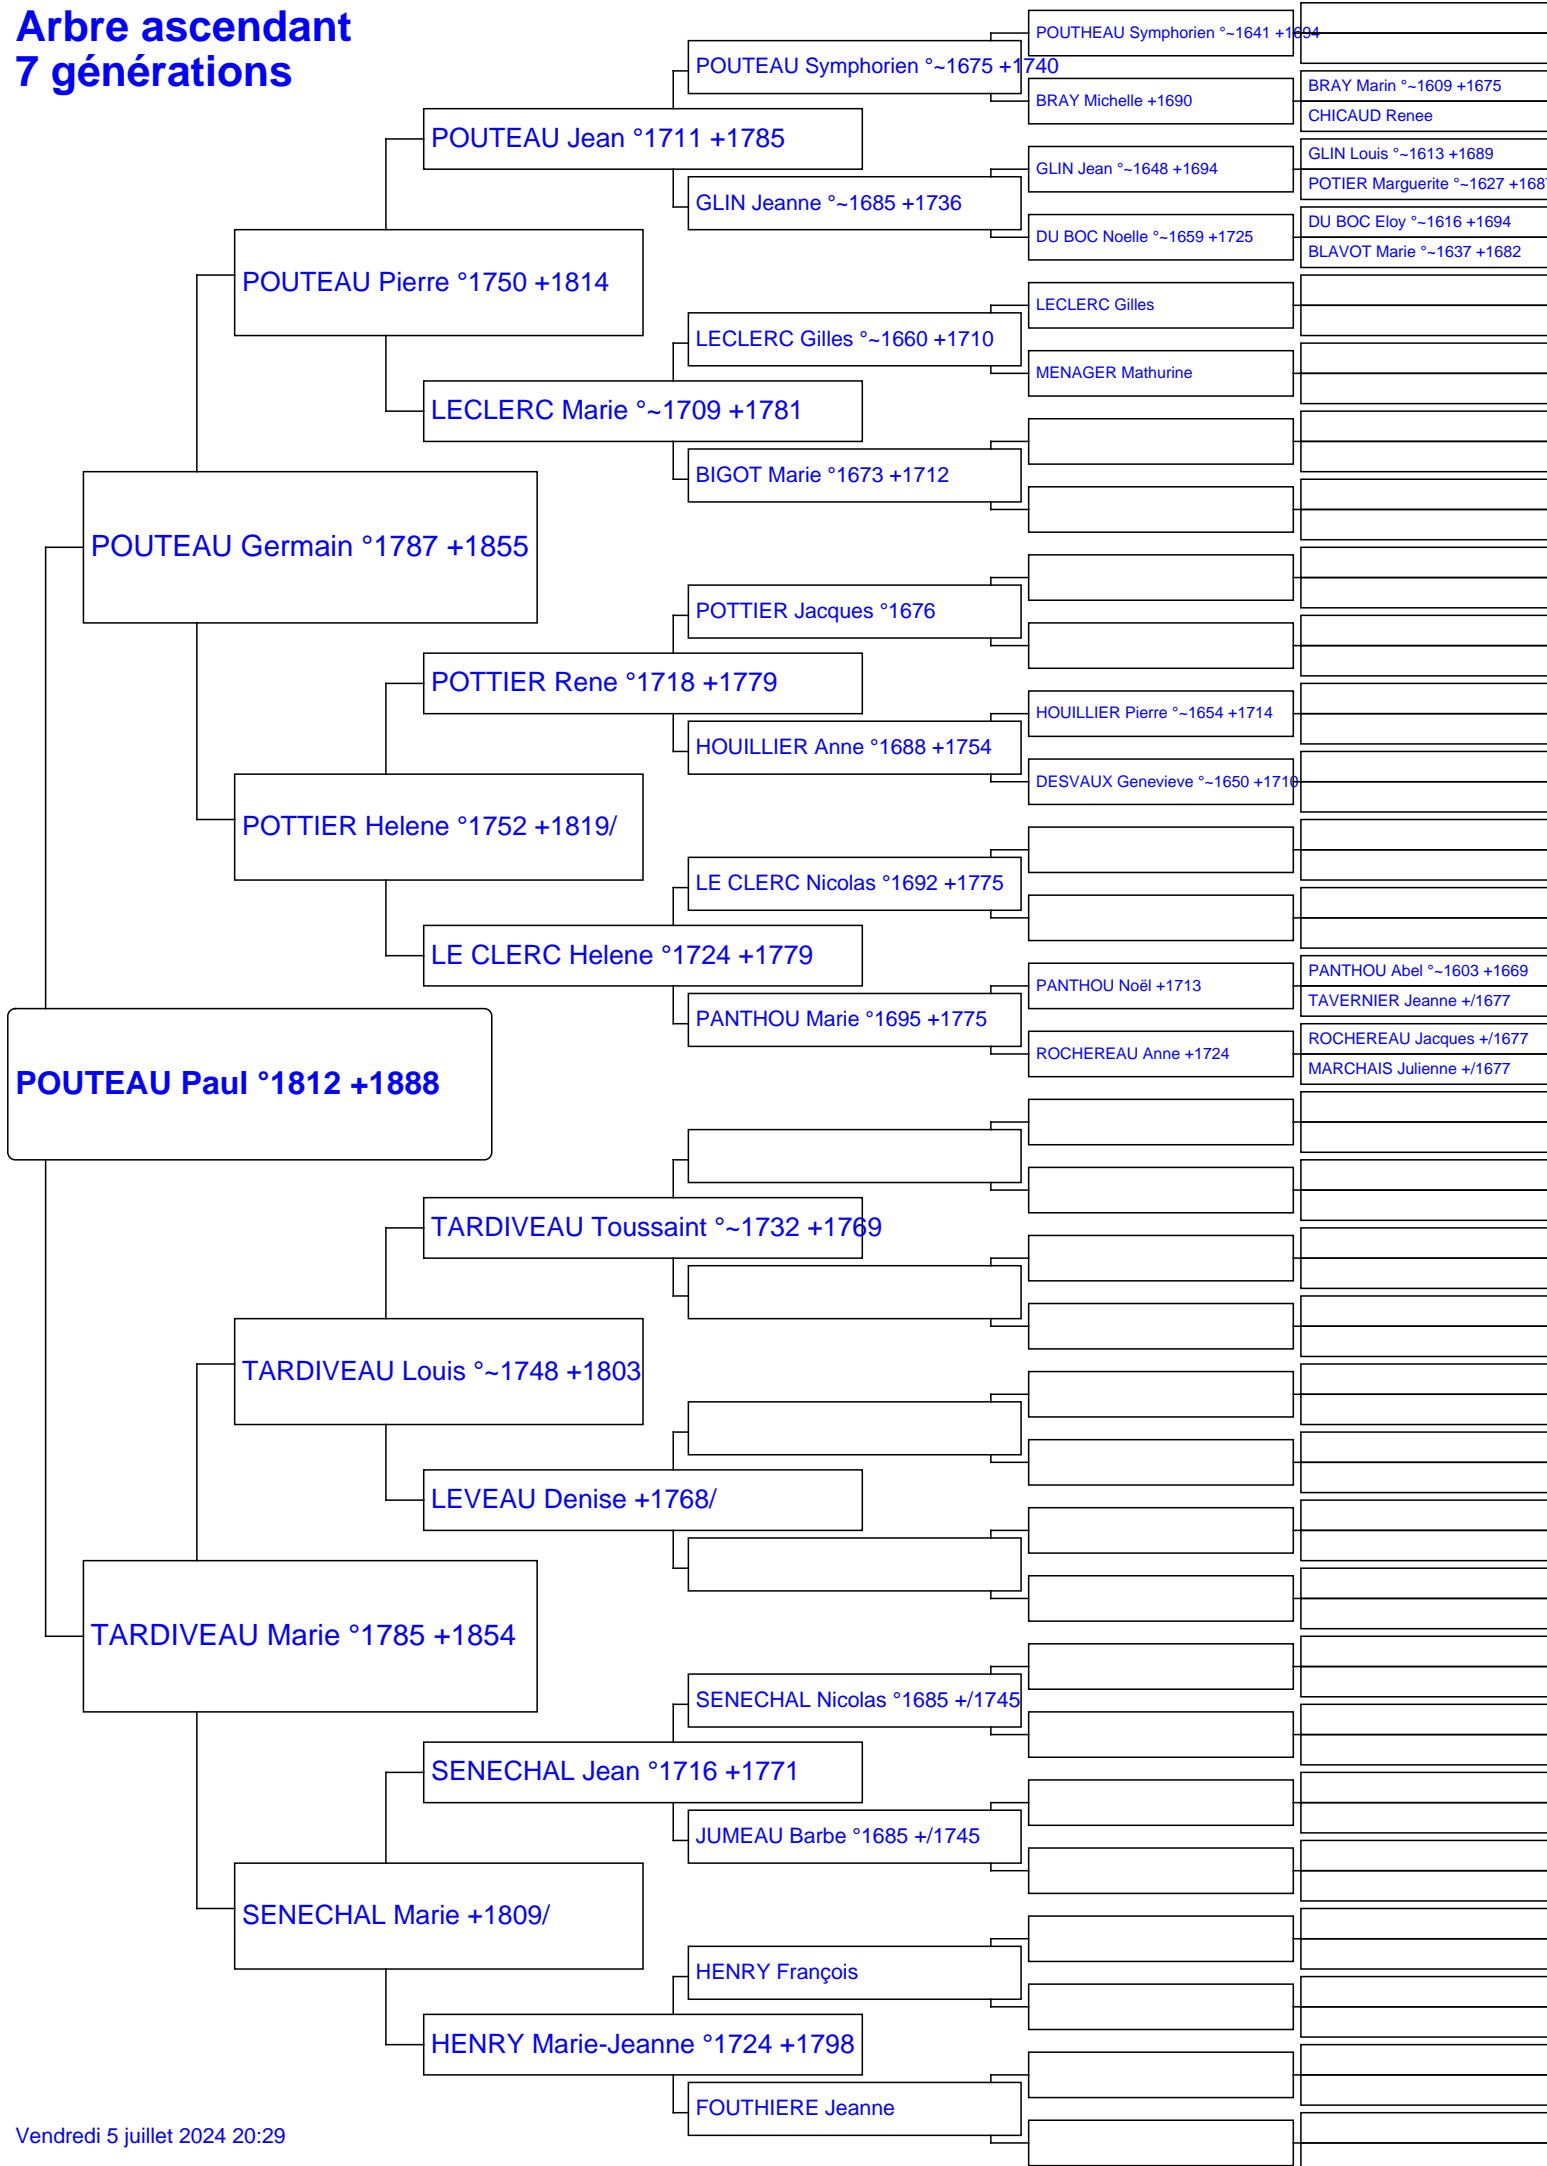 Arbre ascendant
7 générations
POUTEAU Paul °1812 +1888
POUTEAU Germain °1787 +1855
TARDIVEAU Marie °1785 +1854
POUTEAU Pierre °1750 +1814
POTTIER Helene °1752 +1819/
TARDIVEAU Louis °~1748 +1803
SENECHAL Marie +1809/
POUTEAU Jean °1711 +1785
LECLERC Marie °~1709 +1781
POTTIER Rene °1718 +1779
LE CLERC Helene °1724 +1779
TARDIVEAU Toussaint °~1732 +1769
LEVEAU Denise +1768/
SENECHAL Jean °1716 +1771
HENRY Marie-Jeanne °1724 +1798
POUTEAU Symphorien °~1675 +1740
GLIN Jeanne °~1685 +1736
LECLERC Gilles °~1660 +1710
BIGOT Marie °1673 +1712
POTTIER Jacques °1676
HOUILLIER Anne °1688 +1754
LE CLERC Nicolas °1692 +1775
PANTHOU Marie °1695 +1775
SENECHAL Nicolas °1685 +/1745
JUMEAU Barbe °1685 +/1745
HENRY François
FOUTHIERE Jeanne
POUTHEAU Symphorien °~1641 +1694
BRAY Michelle +1690
GLIN Jean °~1648 +1694
DU BOC Noelle °~1659 +1725
LECLERC Gilles
MENAGER Mathurine
HOUILLIER Pierre °~1654 +1714
DESVAUX Genevieve °~1650 +1710
PANTHOU Noël +1713
ROCHEREAU Anne +1724
BRAY Marin °~1609 +1675
CHICAUD Renee
GLIN Louis °~1613 +1689
POTIER Marguerite °~1627 +1687
DU BOC Eloy °~1616 +1694
BLAVOT Marie °~1637 +1682
PANTHOU Abel °~1603 +1669
TAVERNIER Jeanne +/1677
ROCHEREAU Jacques +/1677
MARCHAIS Julienne +/1677
Vendredi 5 juillet 2024 20:29